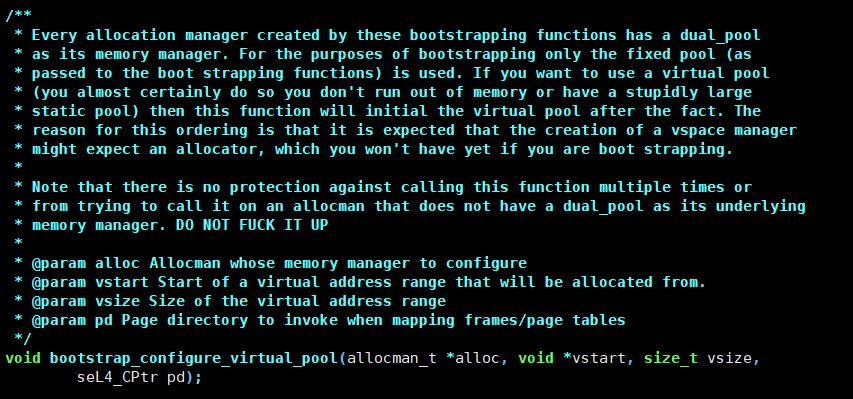 /**
 * Every allocation manager created by these bootstrapping functions has a dual_pool
 * as its memory manager. For the purposes of bootstrapping only the fixed pool (as
 * passed to the boot strapping functions) is used. If you want to use a virtual pool
 * (you almost certainly do so you don't run out of memory or have a stupidly large
 * static pool) then this function will initial the virtual pool after the fact. The
 * reason for this ordering is that it is expected that the creation of a vspace manager
 * might expect an allocator, which you won't have yet if you are boot strapping.
 *
 * Note that there is no protection against calling this function multiple times or
 * from trying to call it on an allocman that does not have a dual_pool as its underlying
 * memory manager. DO NOT FUCK IT UP
 *
 * @param alloc Allocman whose memory manager to configure
 * @param vstart Start of a virtual address range that will be allocated from.
 * @param vsize Size of the virtual address range
 * @param pd Page directory to invoke when mapping frames/page tables
 */
void bootstrap_configure_virtual_pool(allocman_t *alloc, void *vstart, size_t vsize,
        seL4_CPtr pd);